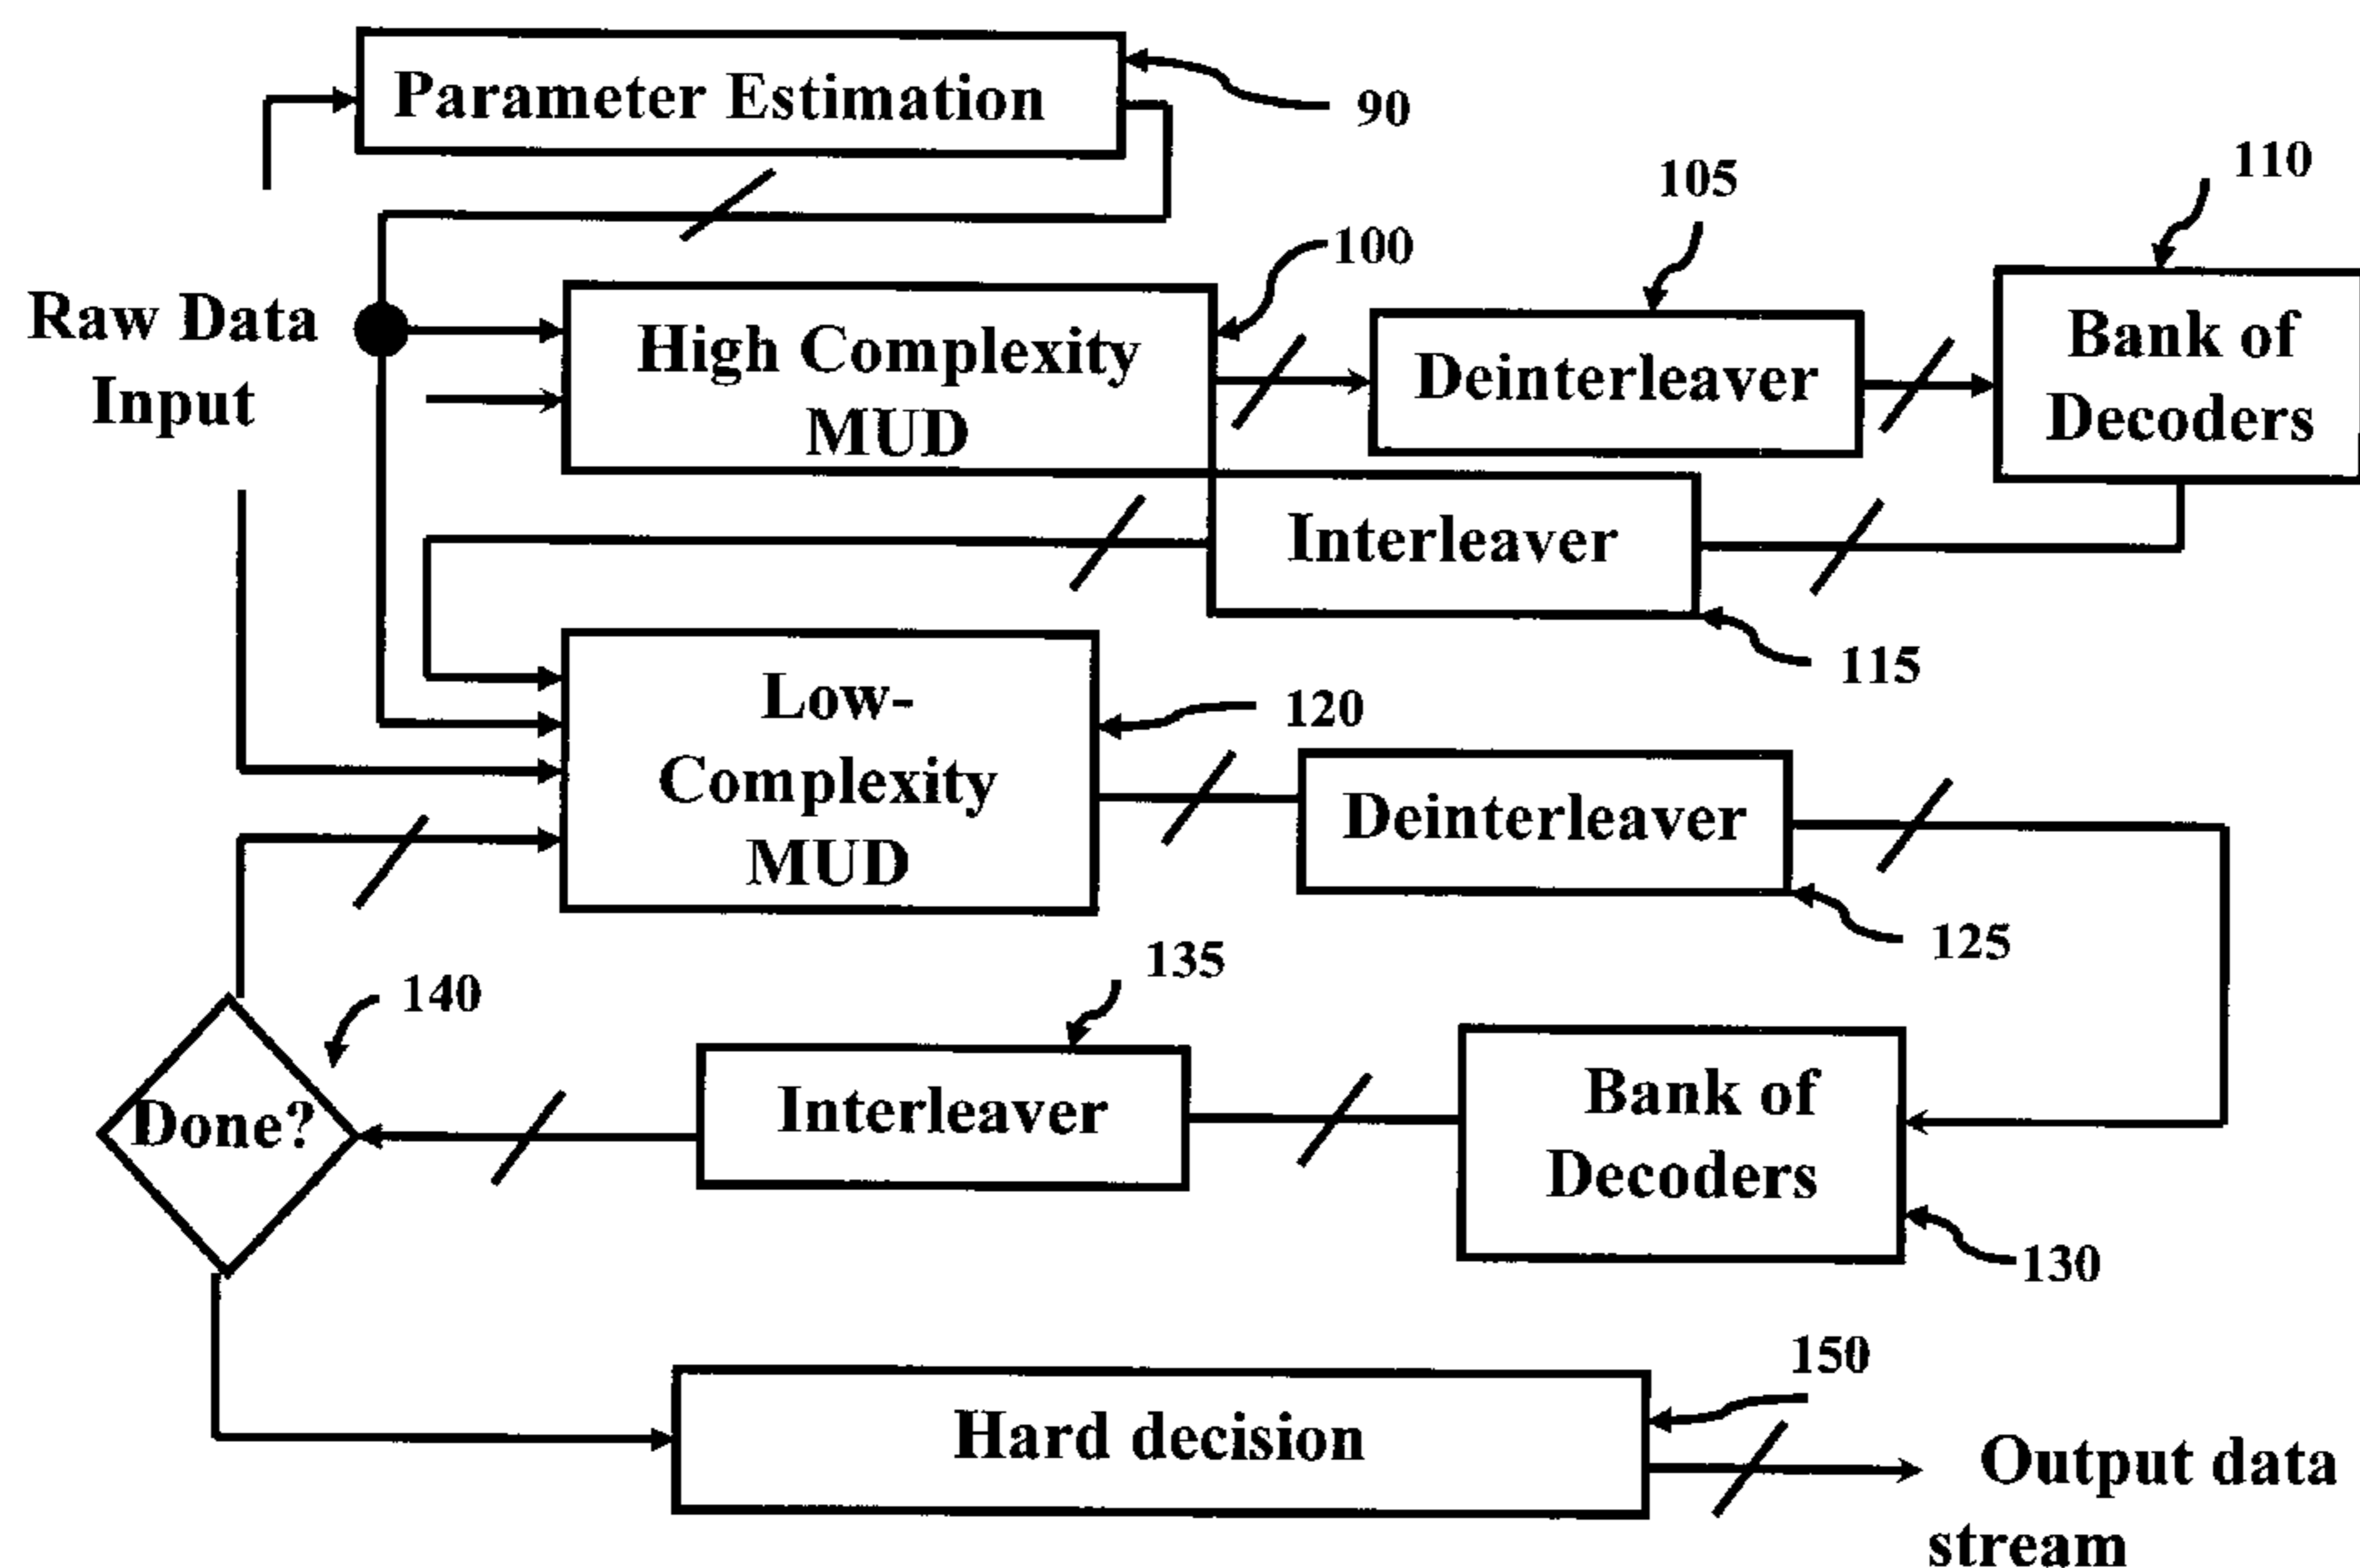 Parameter Estimation
90
105
110
100
Raw Data
Input
High Complexity
MUD
Deinterleaver
Bank of
Decoders
Interleaver
115
Low-
Complexity
MUD
120
Deinterleaver
125
135
140
Done?
Interleaver
Bank of
Decoders
130
150
Hard decision
Output data
stream